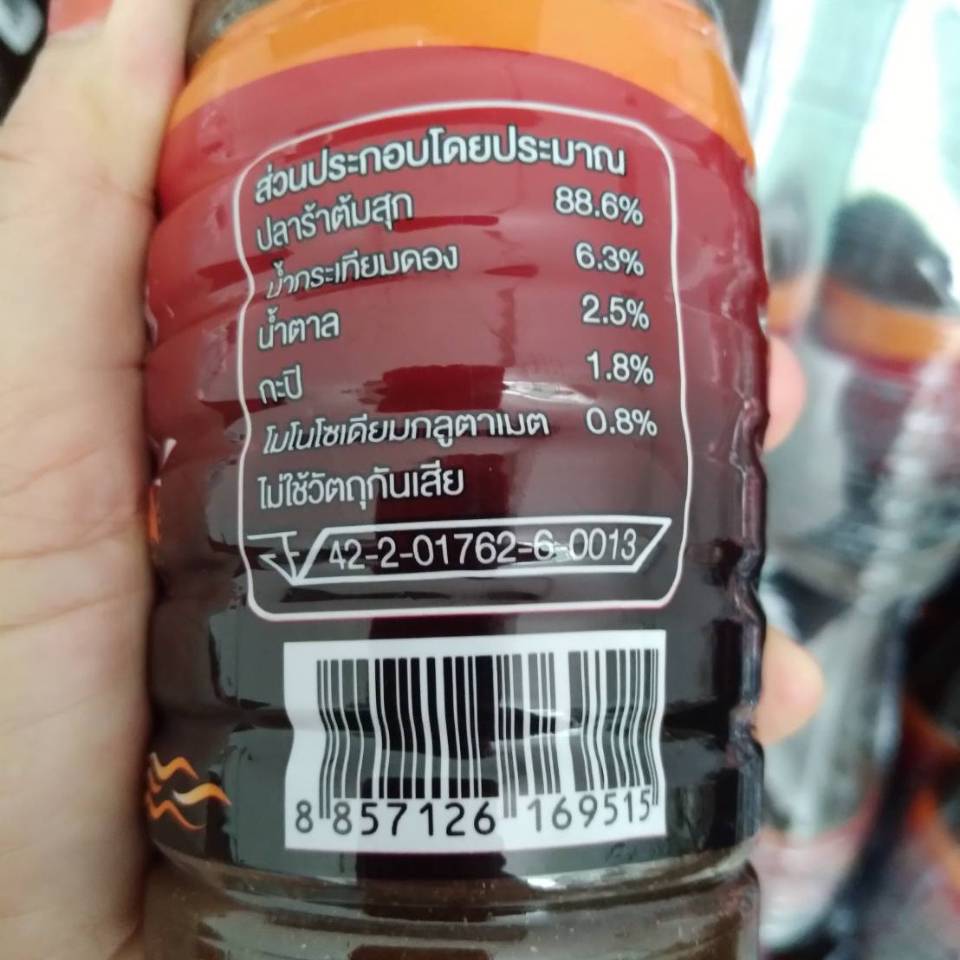 ส่วนประกอบโดยประมาณ
ปลาร้าต้มสุก 88.6%
น้ำกระเทียมดอง 6.3%
น้ำตาล 2.5%
กะปิ 1.8%
โมโนโซเดียมกลูตาเมต 0.8%
ไม่ใช้วัตถุกันเสีย
42-2-01762-6-0013
8 857126 169515